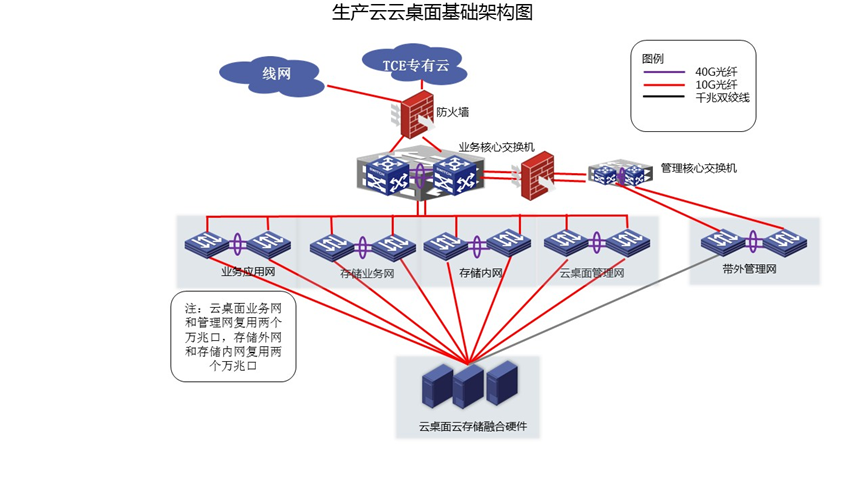 生产云云桌面基础架构图
线网
TCE专有云
图例
40G光纤
10G光纤
千兆双绞线
防火墙
业务核心交换机
管理核心交换机
业务应用网
存储业务网
存储内网
云桌面管理网
带外管理网
注：云桌面业务网
和管理网复用两个
万兆口，存储外网
和存储内网复用两
个万兆口
云桌面云存储融合硬件